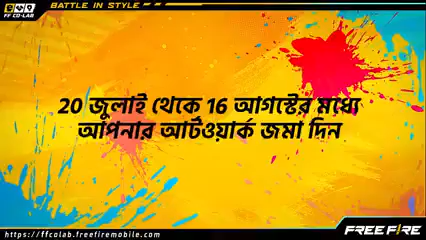 FF CO-LAB
BATTLE IN STYLE
20 জুলাই থেকে 16 আগস্টের মধ্যে
আপনার আর্টওয়ার্ক জমা দিন
https://ffcolab.freefiremobile.com
FREE FIRE